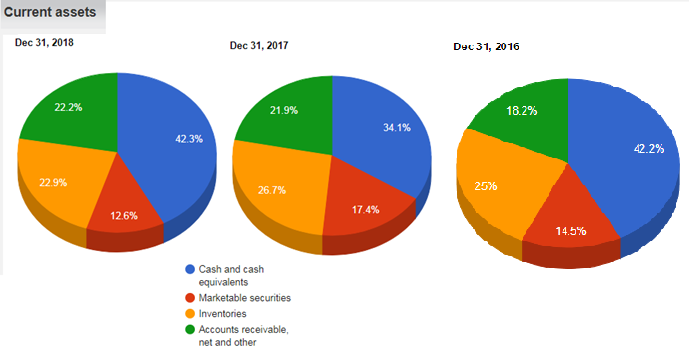 Current assets
Dec 31, 2018
Dec 31, 2017
Dec 31, 2016
22.2%
42.3%
22.9%
12.6%
21.9%
34.1%
26.7%
17.4%
18.2%
42.2%
25%
14.5%
Cash and cash
equivalents
Marketable securities
Inventories
Accounts receivable,
net and other